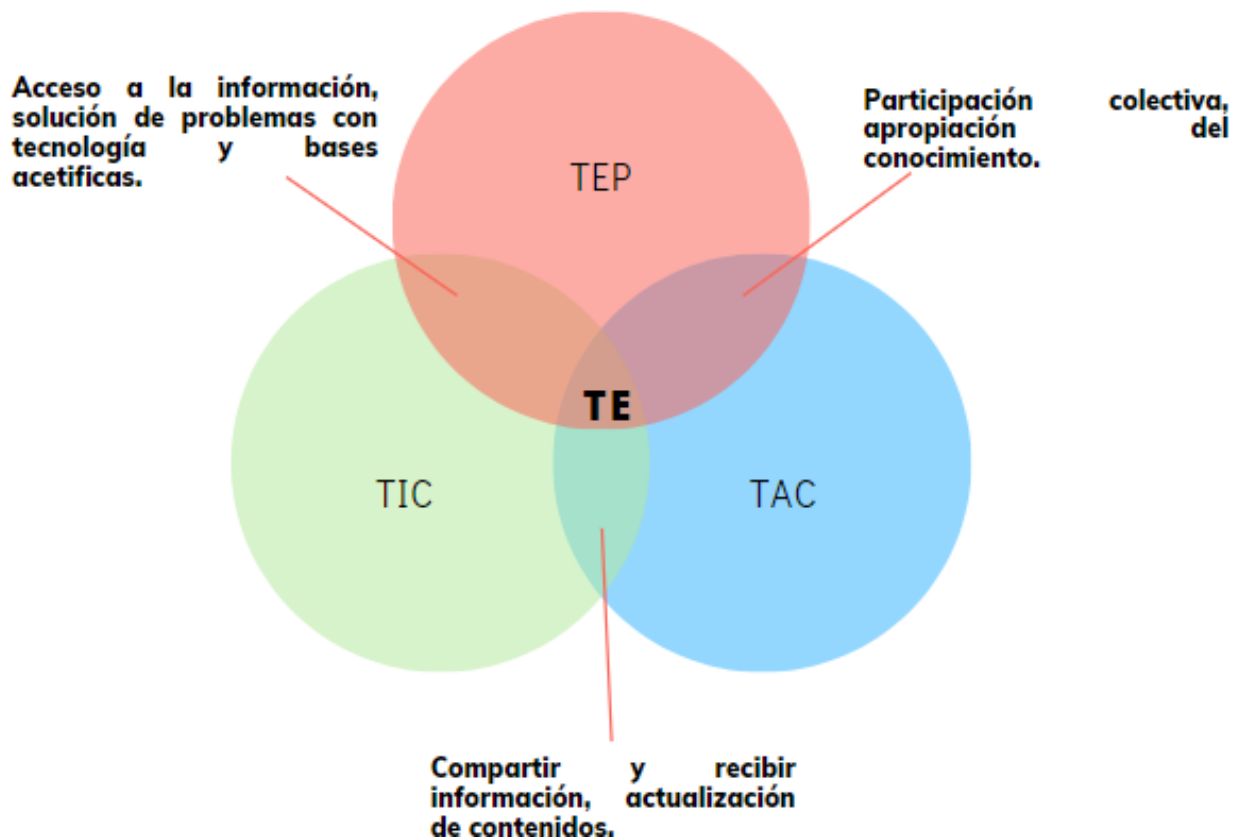 Acceso a la información,
solución de problemas con
tecnología y bases
acetificas.
Participación colectiva,
apropiación del
conocimiento.
TEP
TE
TIC
TAC
Compartir y recibir
información, actualización
de contenidos.